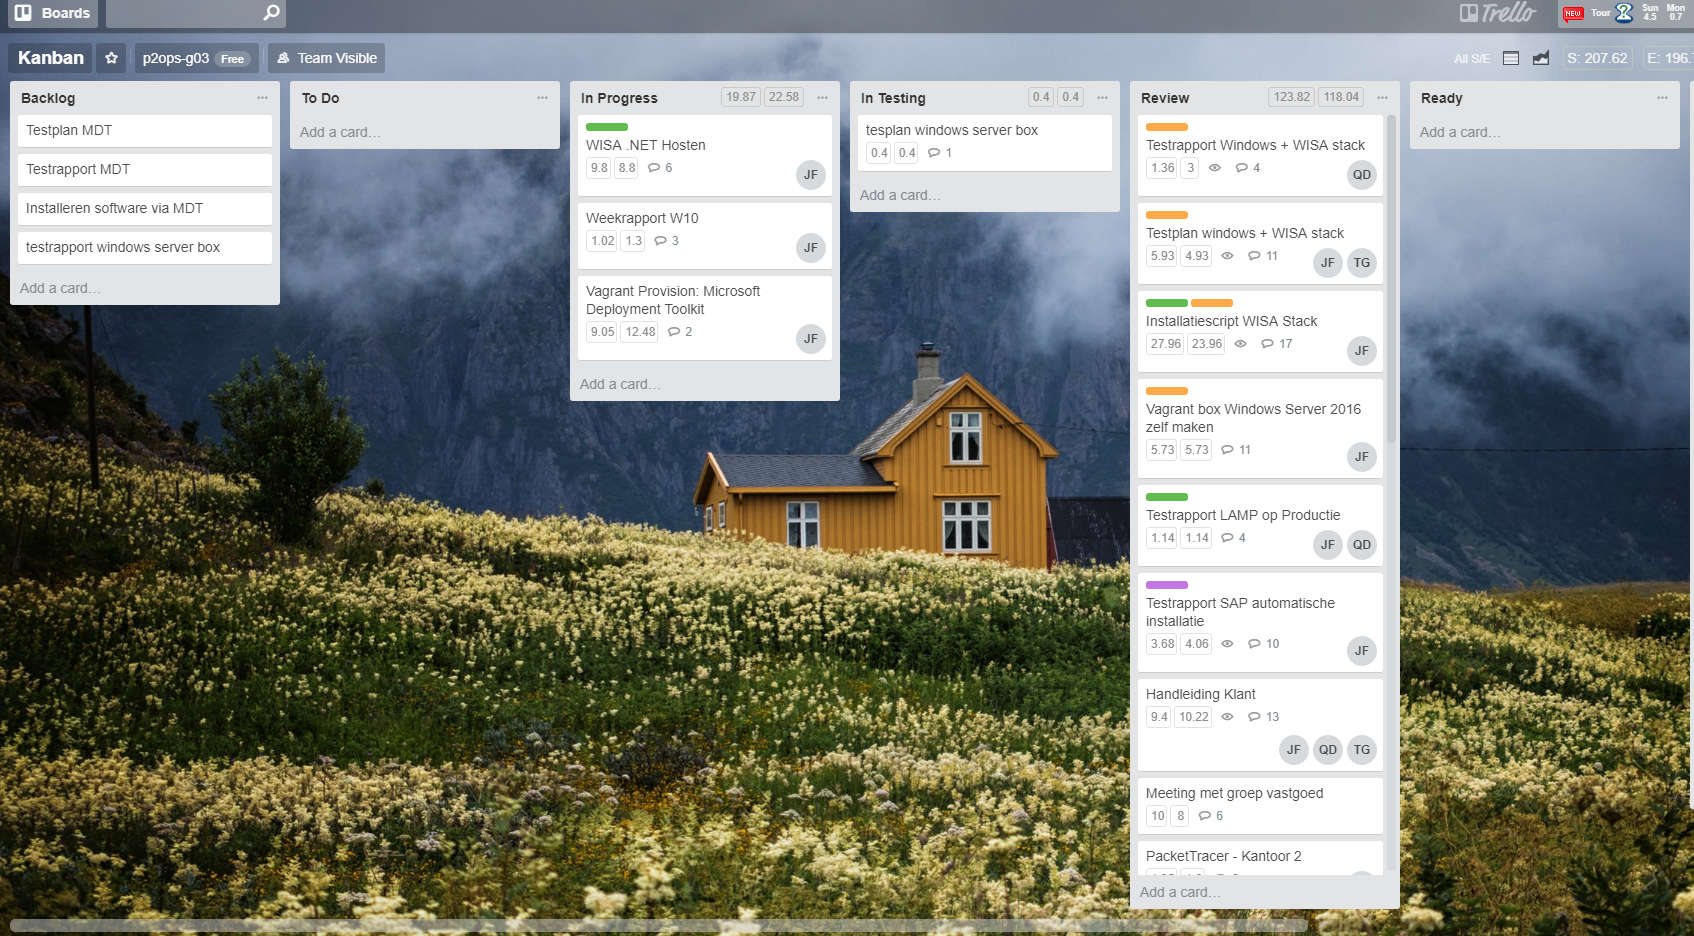 Boards
Trello
NEW Tour Sun 4.5 Mon 0.7
Kanban p2ops-g03 Free Team Visible
All S/E S: 207.62 E: 196.
Backlog
Testplan MDT
Testrapport MDT
Installeren software via MDT
testrapport windows server box
Add a card...
To Do
Add a card...
In Progress 19.87 22.58
WISA .NET Hosten
9.8 8.8 6
JF
Weekrapport W10
1.02 1.3 3
JF
Vagrant Provision: Microsoft
Deployment Toolkit
9.05 12.48 2
JF
Add a card...
In Testing 0.4 0.4
tesplan windows server box
0.4 0.4 1
Add a card...
Review 123.82 118.04
Testrapport Windows + WISA stack
1.36 3 4
QD
Testplan windows + WISA stack
5.93 4.93 11
JF TG
Installatiescript WISA Stack
27.96 23.96 17
JF
Vagrant box Windows Server 2016
zelf maken
5.73 5.73 11
JF
Testrapport LAMP op Productie
1.14 1.14 4
JF QD
Testrapport SAP automatische
installatie
3.68 4.06 10
JF
Handleiding Klant
9.4 10.22 13
JF QD TG
Meeting met groep vastgoed
10 8 6
PacketTracer - Kantoor 2
Add a card...
Ready
Add a card...